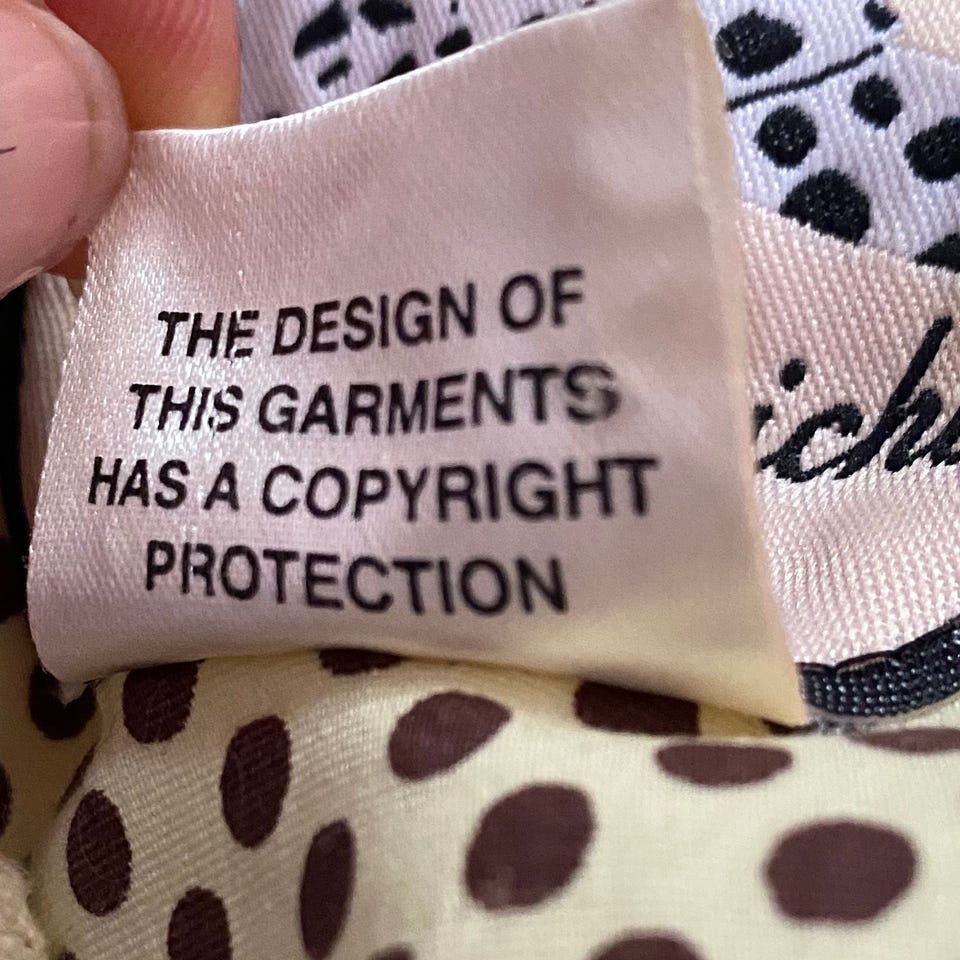 THE DESIGN OF
THIS GARMENTS
HAS A COPYRIGHT
PROTECTION